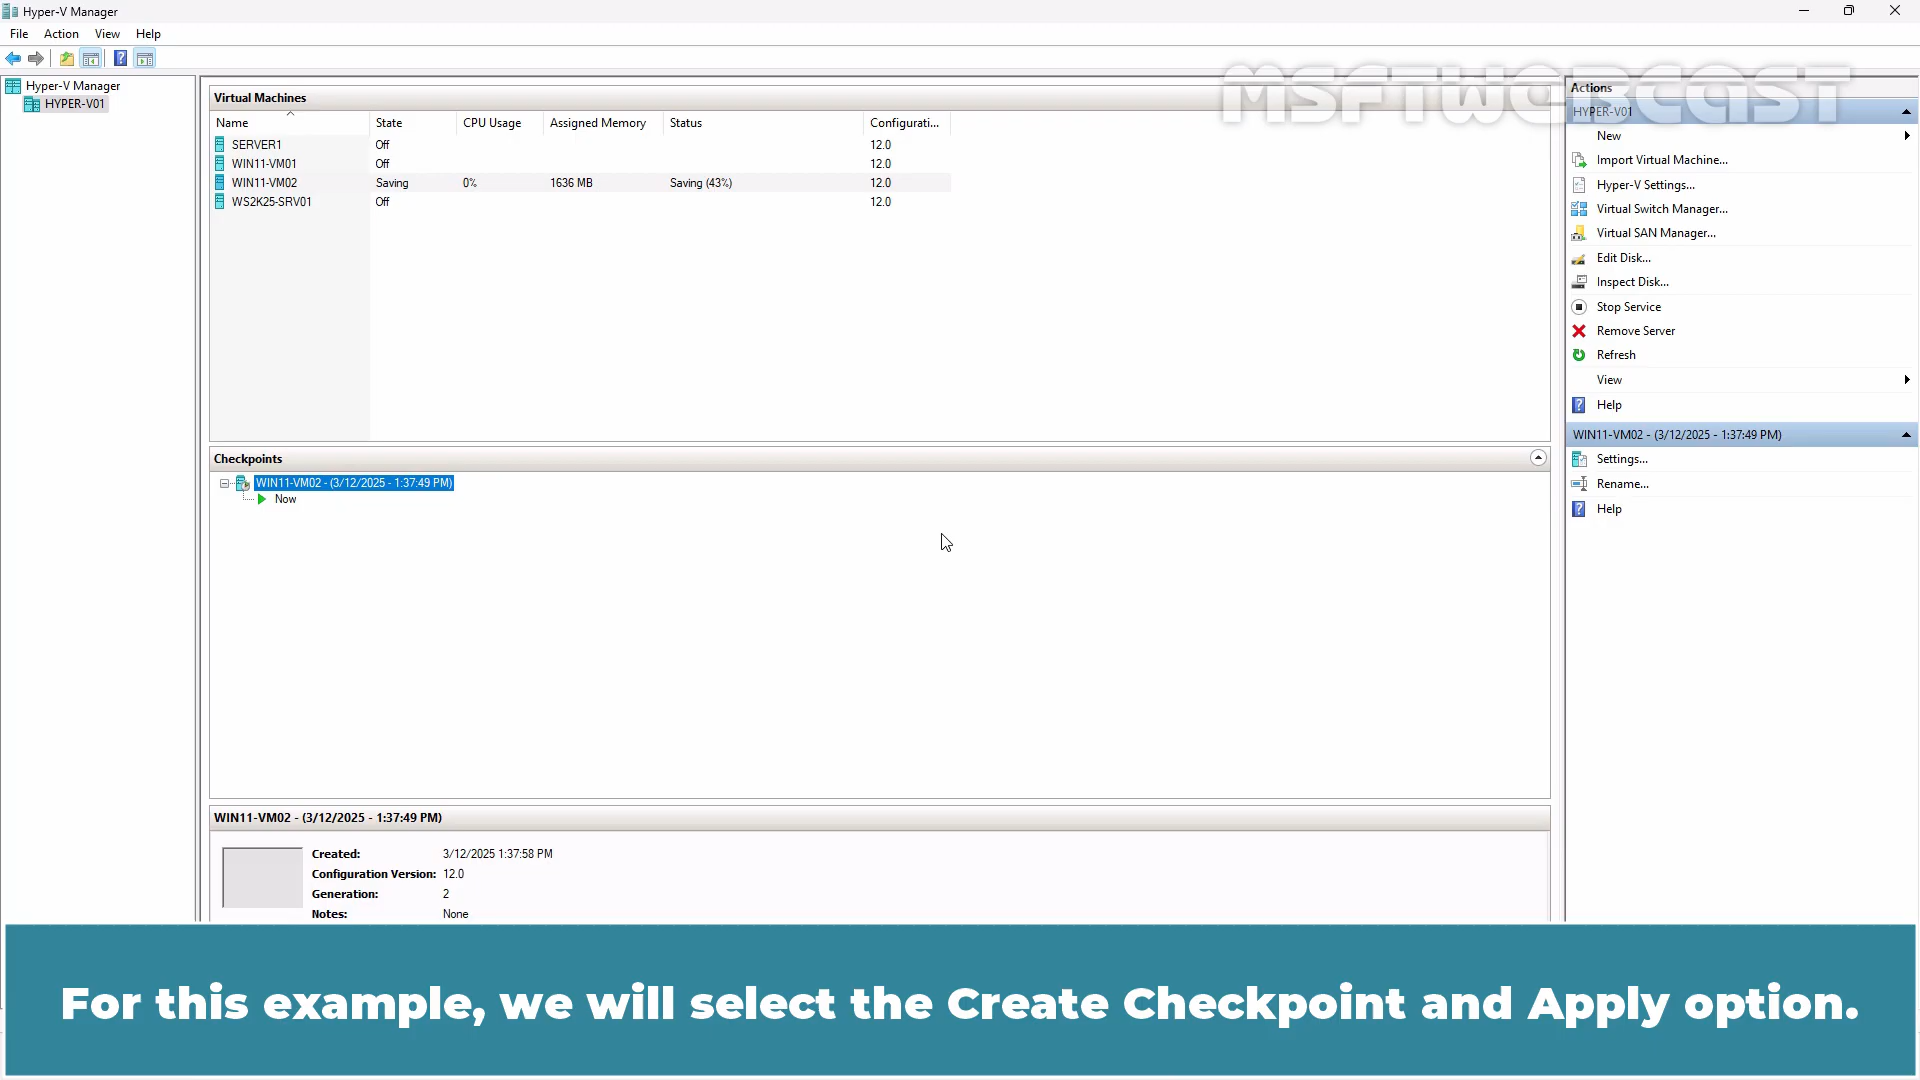 Hyper-V Manager
File Action View Help
Hyper-V Manager
HYPER-V01
Virtual Machines
Name State CPU Usage Assigned Memory Status Configurati...
SERVER1 Off 12.0
WIN11-VM01 Off 12.0
WIN11-VM02 Saving 0% 1636 MB Saving (43%) 12.0
WS2K25-SRV01 Off 12.0
Checkpoints
WIN11-VM02 - (3/12/2025 - 1:37:49 PM)
Now
WIN11-VM02 - (3/12/2025 - 1:37:49 PM)
Created: 3/12/2025 1:37:58 PM
Configuration Version: 12.0
Generation: 2
Notes: None
MSFTWEBCAST
Actions
HYPER-V01
New
Import Virtual Machine...
Hyper-V Settings...
Virtual Switch Manager...
Virtual SAN Manager...
Edit Disk...
Inspect Disk...
Stop Service
Remove Server
Refresh
View
Help
WIN11-VM02 - (3/12/2025 - 1:37:49 PM)
Settings...
Rename...
Help
For this example, we will select the Create Checkpoint and Apply option.